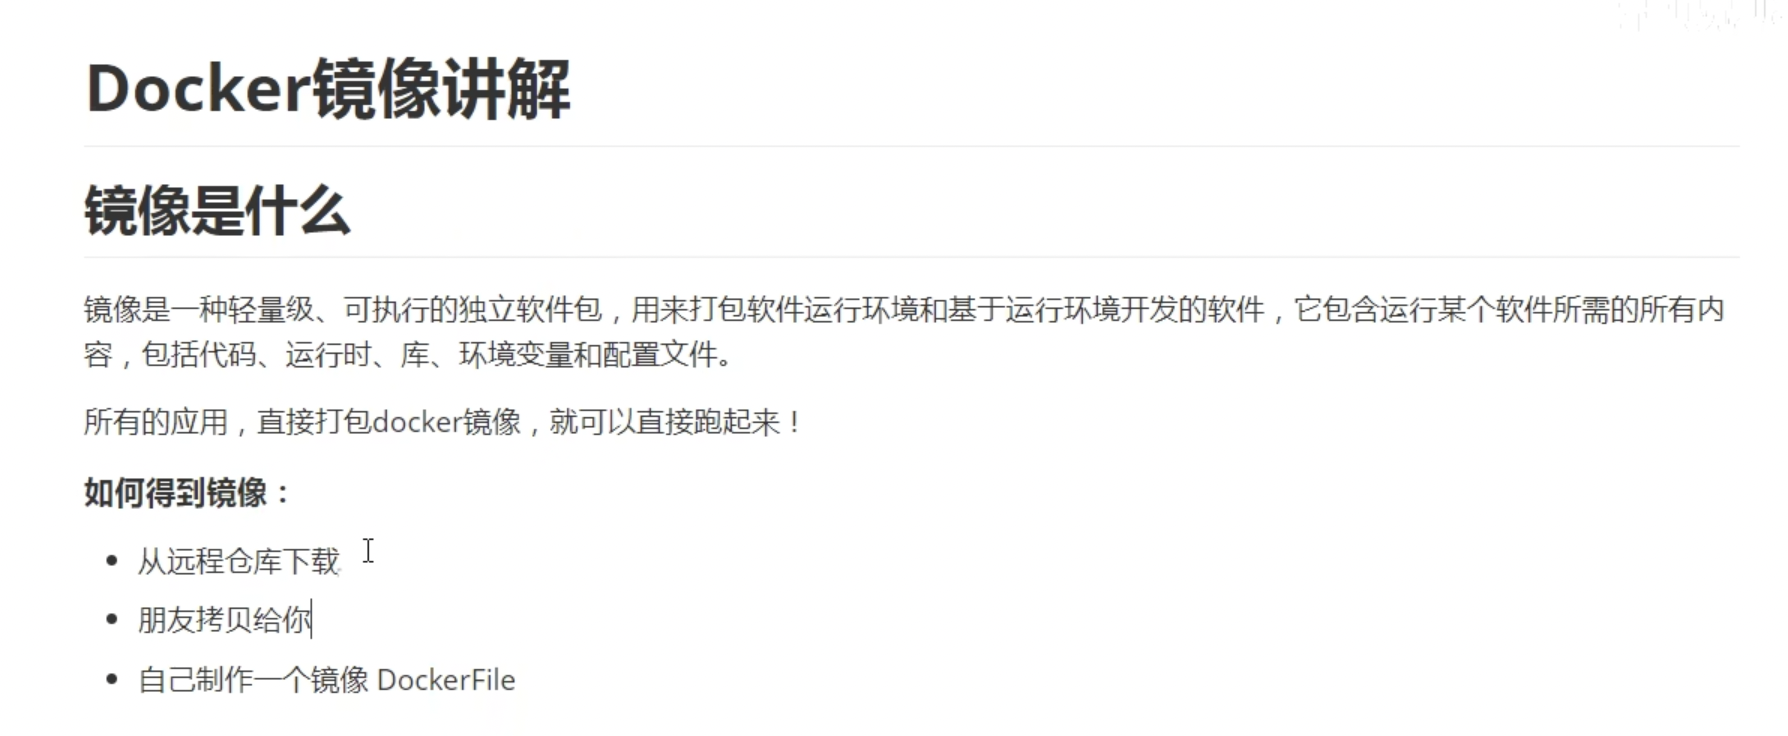 Docker镜像讲解
镜像是什么
镜像是一种轻量级、可执行的独立软件包，用来打包软件运行环境和基于运行环境开发的软件，它包含运行某个软件所需的所有内
容，包括代码、运行时、库、环境变量和配置文件。
所有的应用，直接打包docker镜像，就可以直接跑起来！
如何得到镜像：
从远程仓库下载
朋友拷贝给你
自己制作一个镜像 DockerFile